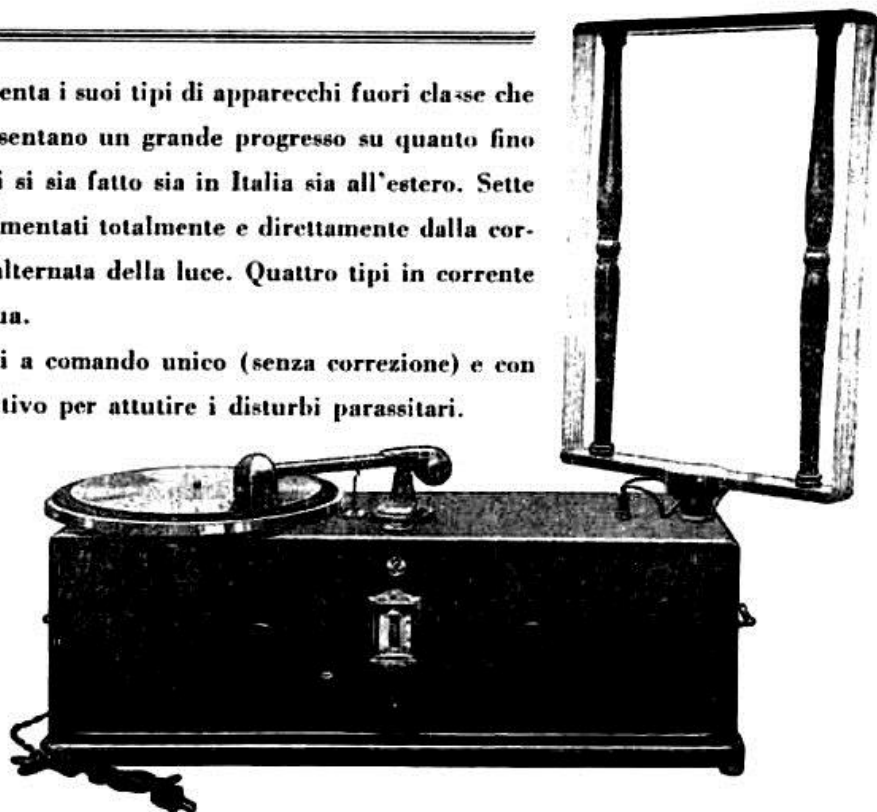 enta i suoi tipi di apparecchi fuori classe che
sentano un grande progresso su quanto fino
i si sia fatto sia in Italia sia all'estero. Sette
mentati totalmente e direttamente dalla cor-
alternata della luce. Quattro tipi in corrente
ua.
i a comando unico (senza correzione) e con
tivo per attutire i disturbi parassitari.